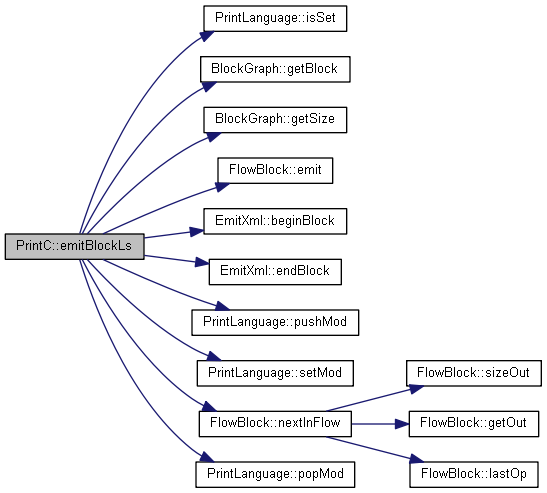 PrintLanguage::isSet
BlockGraph::getBlock
BlockGraph::getSize
FlowBlock::emit
EmitXml::beginBlock
PrintC::emitBlockLs
EmitXml::endBlock
PrintLanguage::pushMod
PrintLanguage::setMod
FlowBlock::sizeOut
FlowBlock::nextInFlow
FlowBlock::getOut
PrintLanguage::popMod
FlowBlock::lastOp